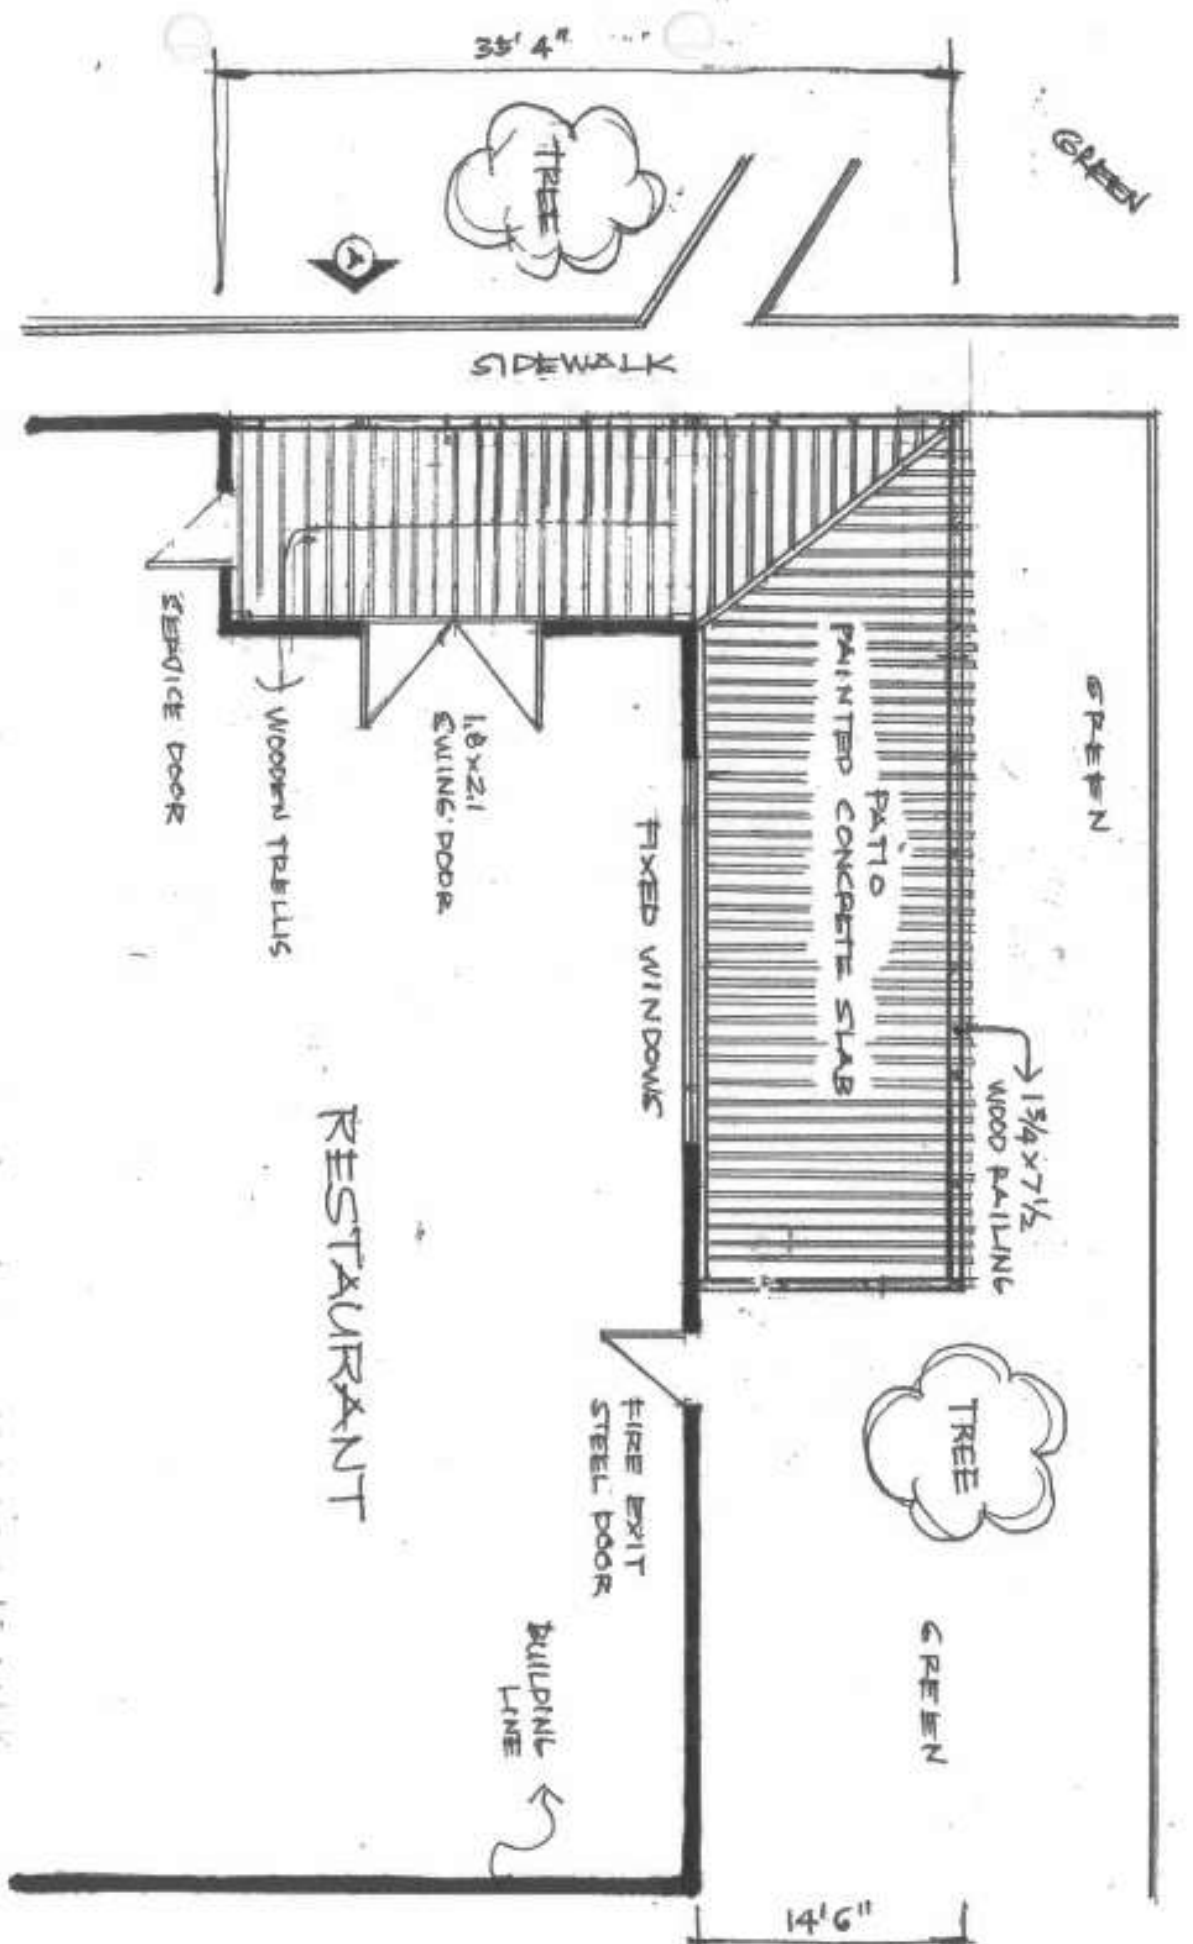 35' 4"
TREE
GREEN
A
SIDEWALK
SERVICE DOOR
WOODEN TRELLIS
1.8 x 2.1
SWING DOOR
FIXED WINDOWS
PATIO
PAINTED CONCRETE SLAB
GREEN
1 3/4 x 7 1/2
WOOD RAILING
RESTAURANT
FIRE EXIT
STEEL DOOR
TREE
GREEN
BUILDING
LINE
14' 6"